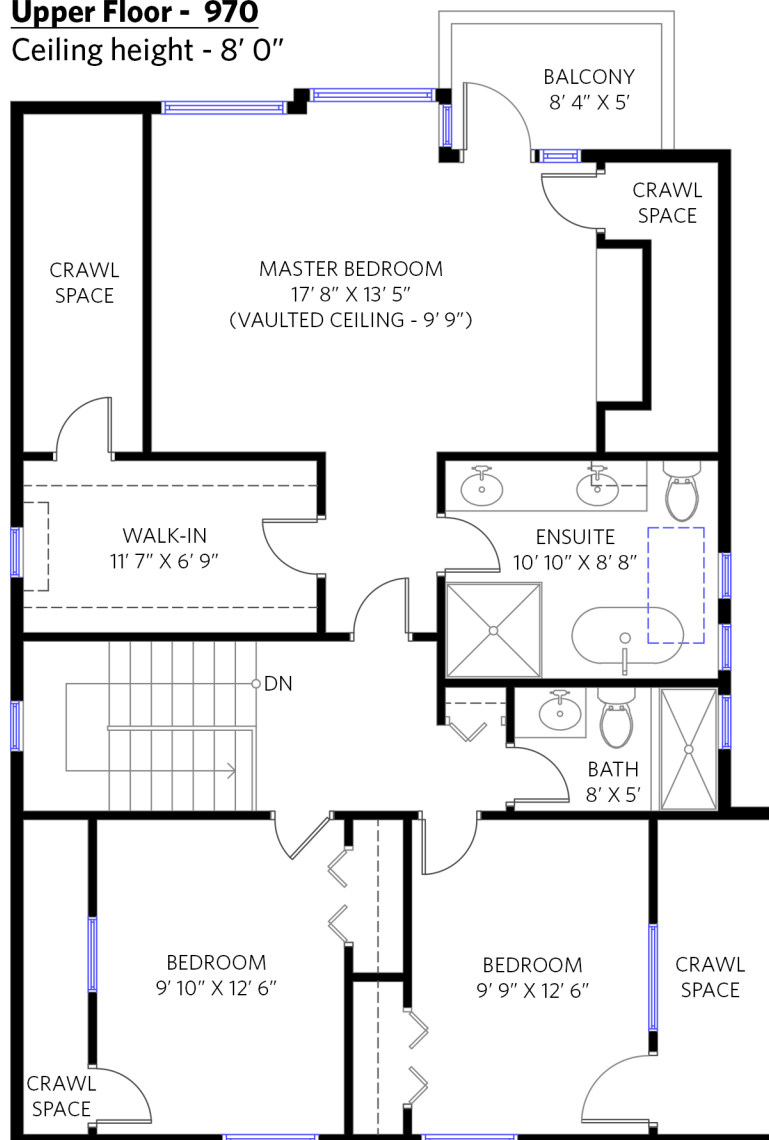 Upper Floor - 970
Ceiling height - 8' 0"
BALCONY
8' 4" X 5'
CRAWL
SPACE
CRAWL
SPACE
MASTER BEDROOM
17' 8" X 13' 5"
(VAULTED CEILING - 9' 9")
WALK-IN
11' 7" X 6' 9"
ENSUITE
10' 10" X 8' 8"
DN
BATH
8' X 5'
BEDROOM
9' 10" X 12' 6"
BEDROOM
9' 9" X 12' 6"
CRAWL
SPACE
CRAWL
SPACE